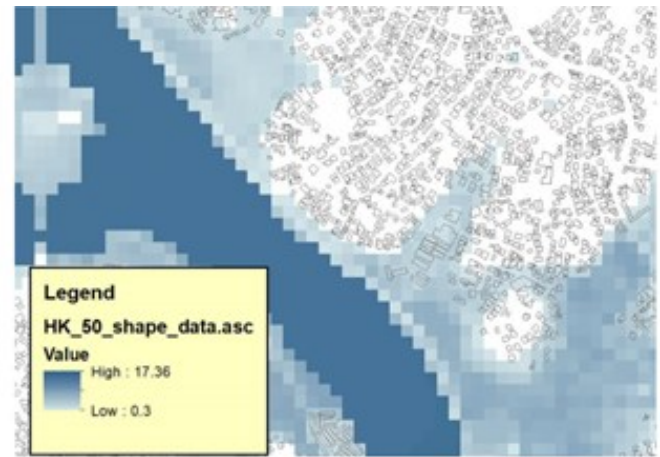 Legend
HK_50_shape_data.asc
Value
High : 17.36
Low : 0.3